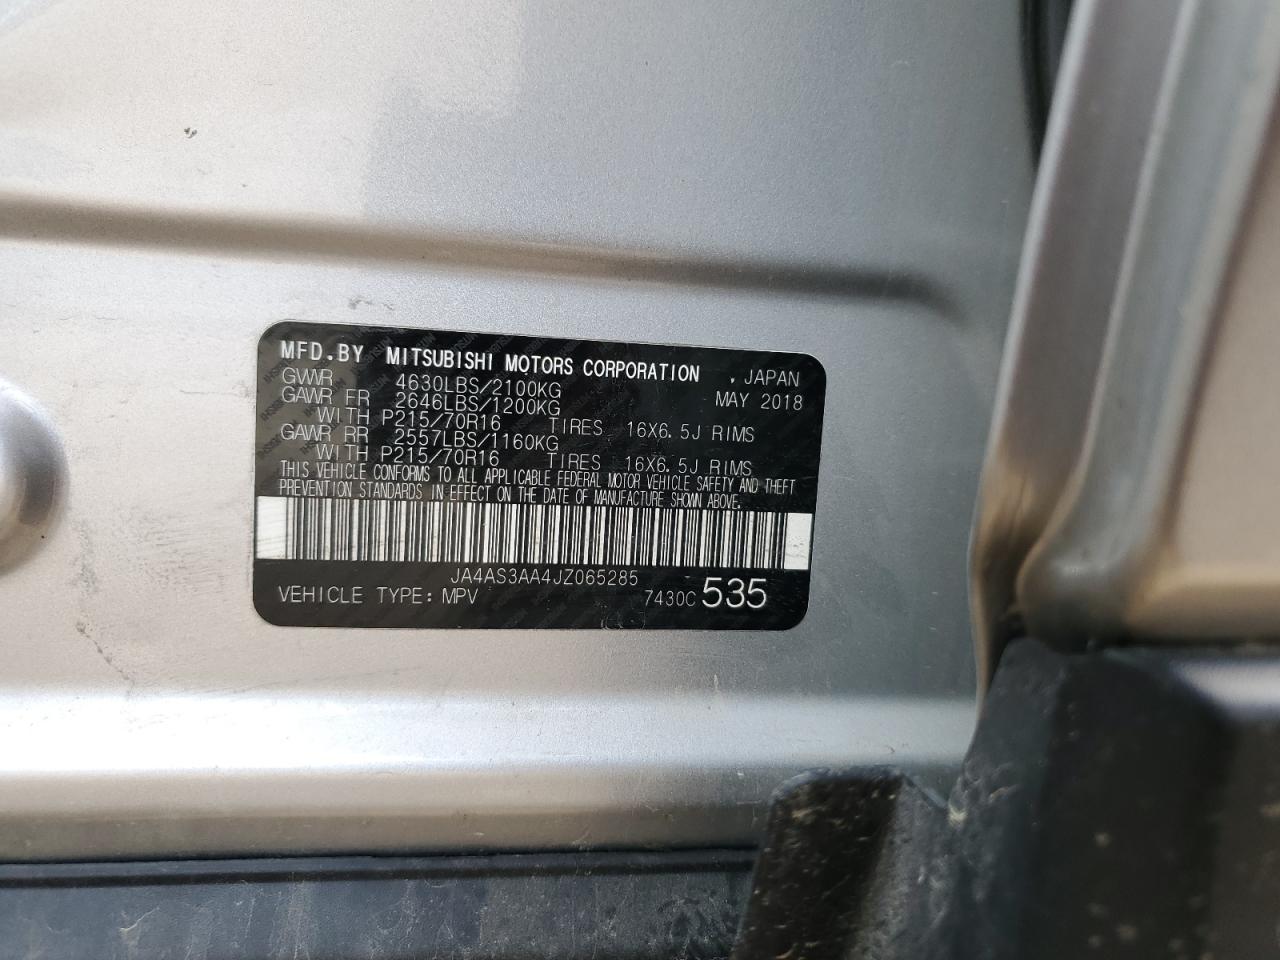 MFD.BY MITSUBISHI MOTORS CORPORATION , JAPAN
GWWR 4630LBS/2100KG MAY 2018
GAWR FR 2646LBS/1200KG
WITH P215/70R16 TIRES 16X6.5J RIMS
GAWR RR 2557LBS/1160KG
WITH P215/70R16 TIRES 16X6.5J RIMS
THIS VEHICLE CONFORMS TO ALL APPLICABLE FEDERAL MOTOR VEHICLE SAFETY AND THEFT
PREVENTION STANDARDS IN EFFECT ON THE DATE OF MANUFACTURE SHOWN ABOVE.
JA4AS3AA4JZ065285
VEHICLE TYPE: MPV 7430C 535